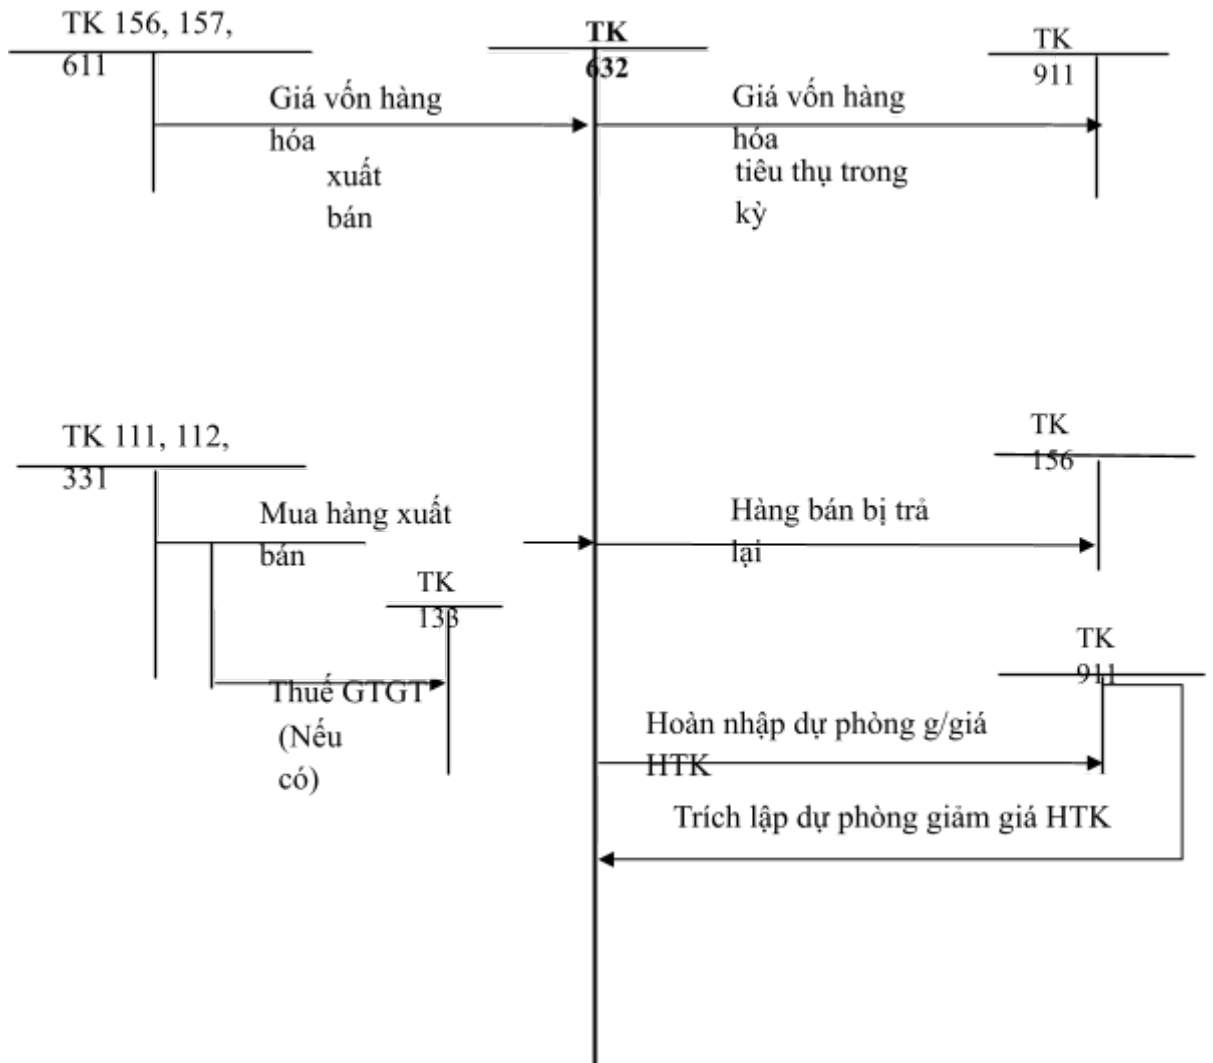 TK 156, 157,
611
TK
632
TK
911
Giá vốn hàng
hóa
xuất
bán
Giá vốn hàng
hóa
tiêu thụ trong
kỳ
TK 111, 112,
331
TK
156
Mua hàng xuất
bán
Hàng bán bị trả
lại
TK
133
Thuế GTGT
(Nếu
có)
TK
911
Hoàn nhập dự phòng g/giá
HTK
Trích lập dự phòng giảm giá HTK